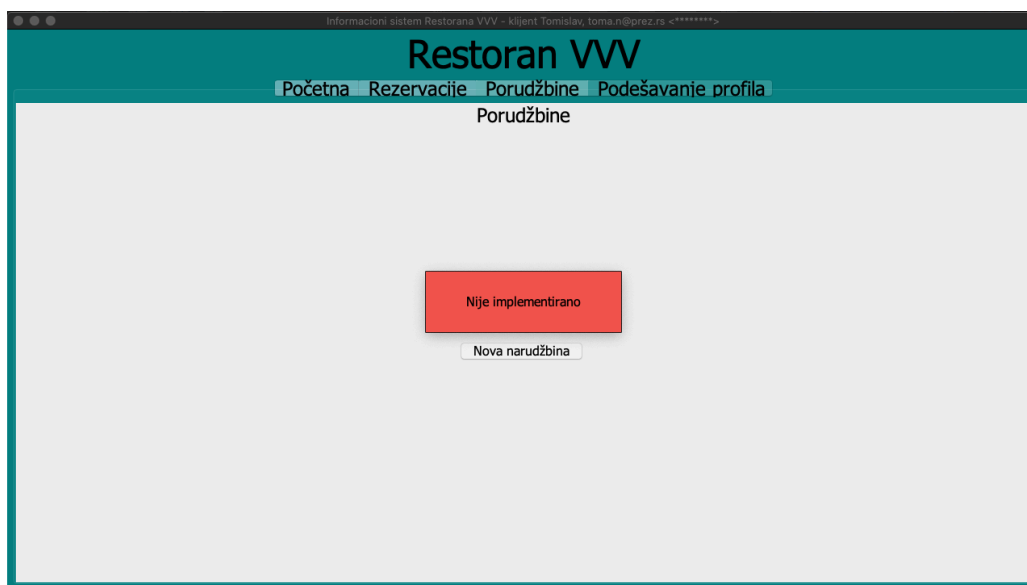 Informacioni sistem Restorana VVV - klijent Tomislav, toma.n@prez.rs <********>
Restoran VVV
Početna Rezervacije Porudžbine Podešavanje profila
Porudžbine
Nije implementirano
Nova narudžbina